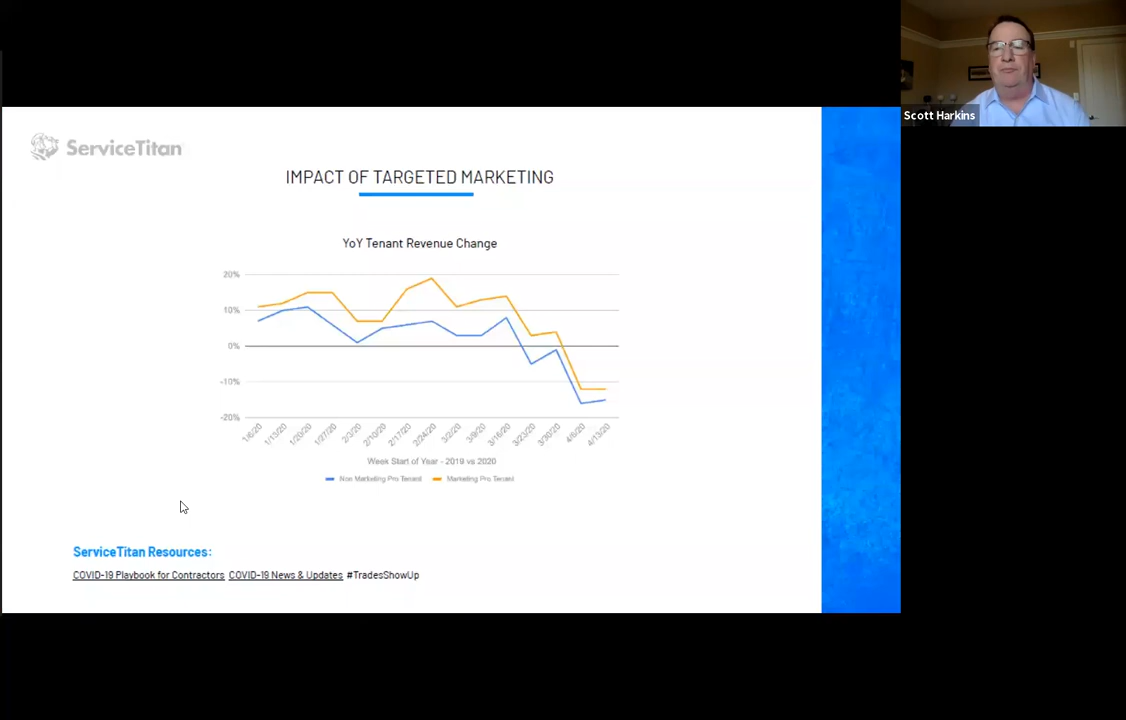 Scott Harkins
ServiceTitan
IMPACT OF TARGETED MARKETING
YoY Tenant Revenue Change
20%
10%
0%
-10%
-20%
1/6/20 1/13/20 1/20/20 1/27/20 2/3/20 2/10/20 2/17/20 2/24/20 3/2/20 3/9/20 3/16/20 3/23/20 3/30/20 4/6/20 4/13/20
Week Start of Year - 2019 vs 2020
Non Marketing Pro Tenant Marketing Pro Tenant
ServiceTitan Resources:
COVID-19 Playbook for Contractors COVID-19 News & Updates #TradesShowUp